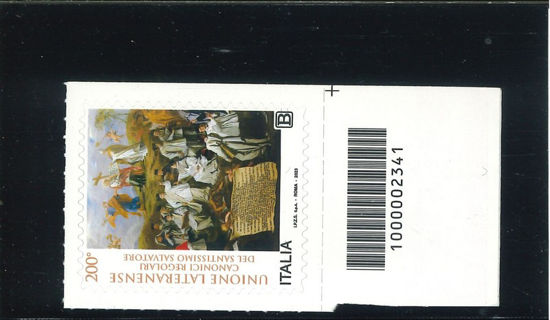 200°
UNIONE LATERANENSE
CANONICI REGOLARI
DEL SANTISSIMO SALVATORE
ITALIA
B
I.P.Z.S. S.p.A. - ROMA - 2023
1000002341